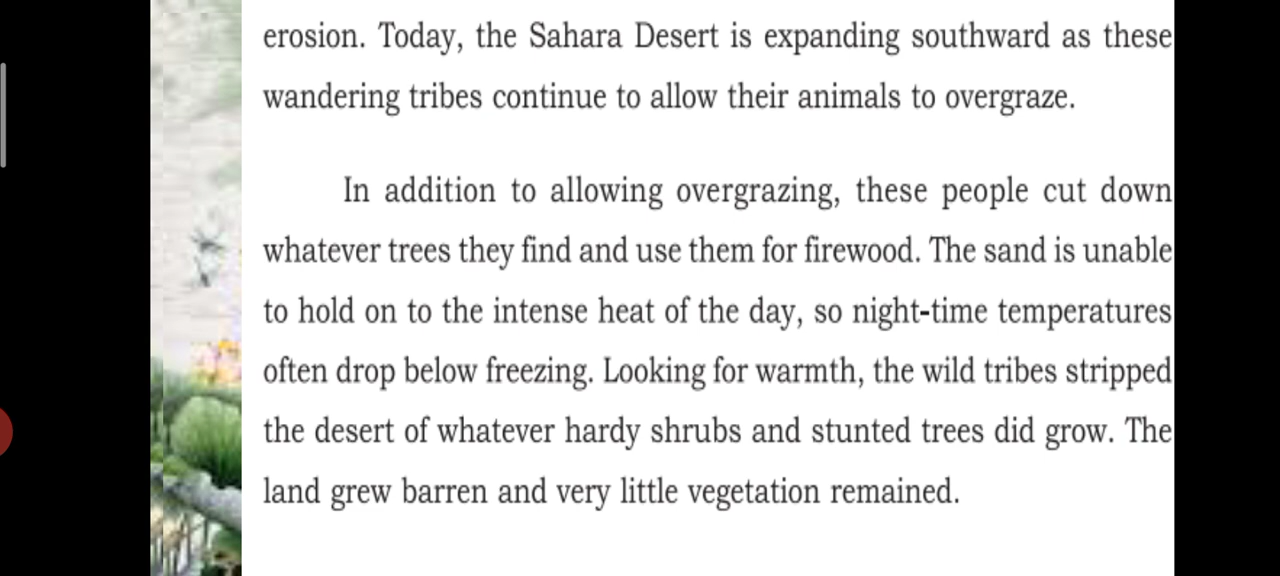 erosion. Today, the Sahara Desert is expanding southward as these
wandering tribes continue to allow their animals to overgraze.
In addition to allowing overgrazing, these people cut down
whatever trees they find and use them for firewood. The sand is unable
to hold on to the intense heat of the day, so night-time temperatures
often drop below freezing. Looking for warmth, the wild tribes stripped
the desert of whatever hardy shrubs and stunted trees did grow. The
land grew barren and very little vegetation remained.